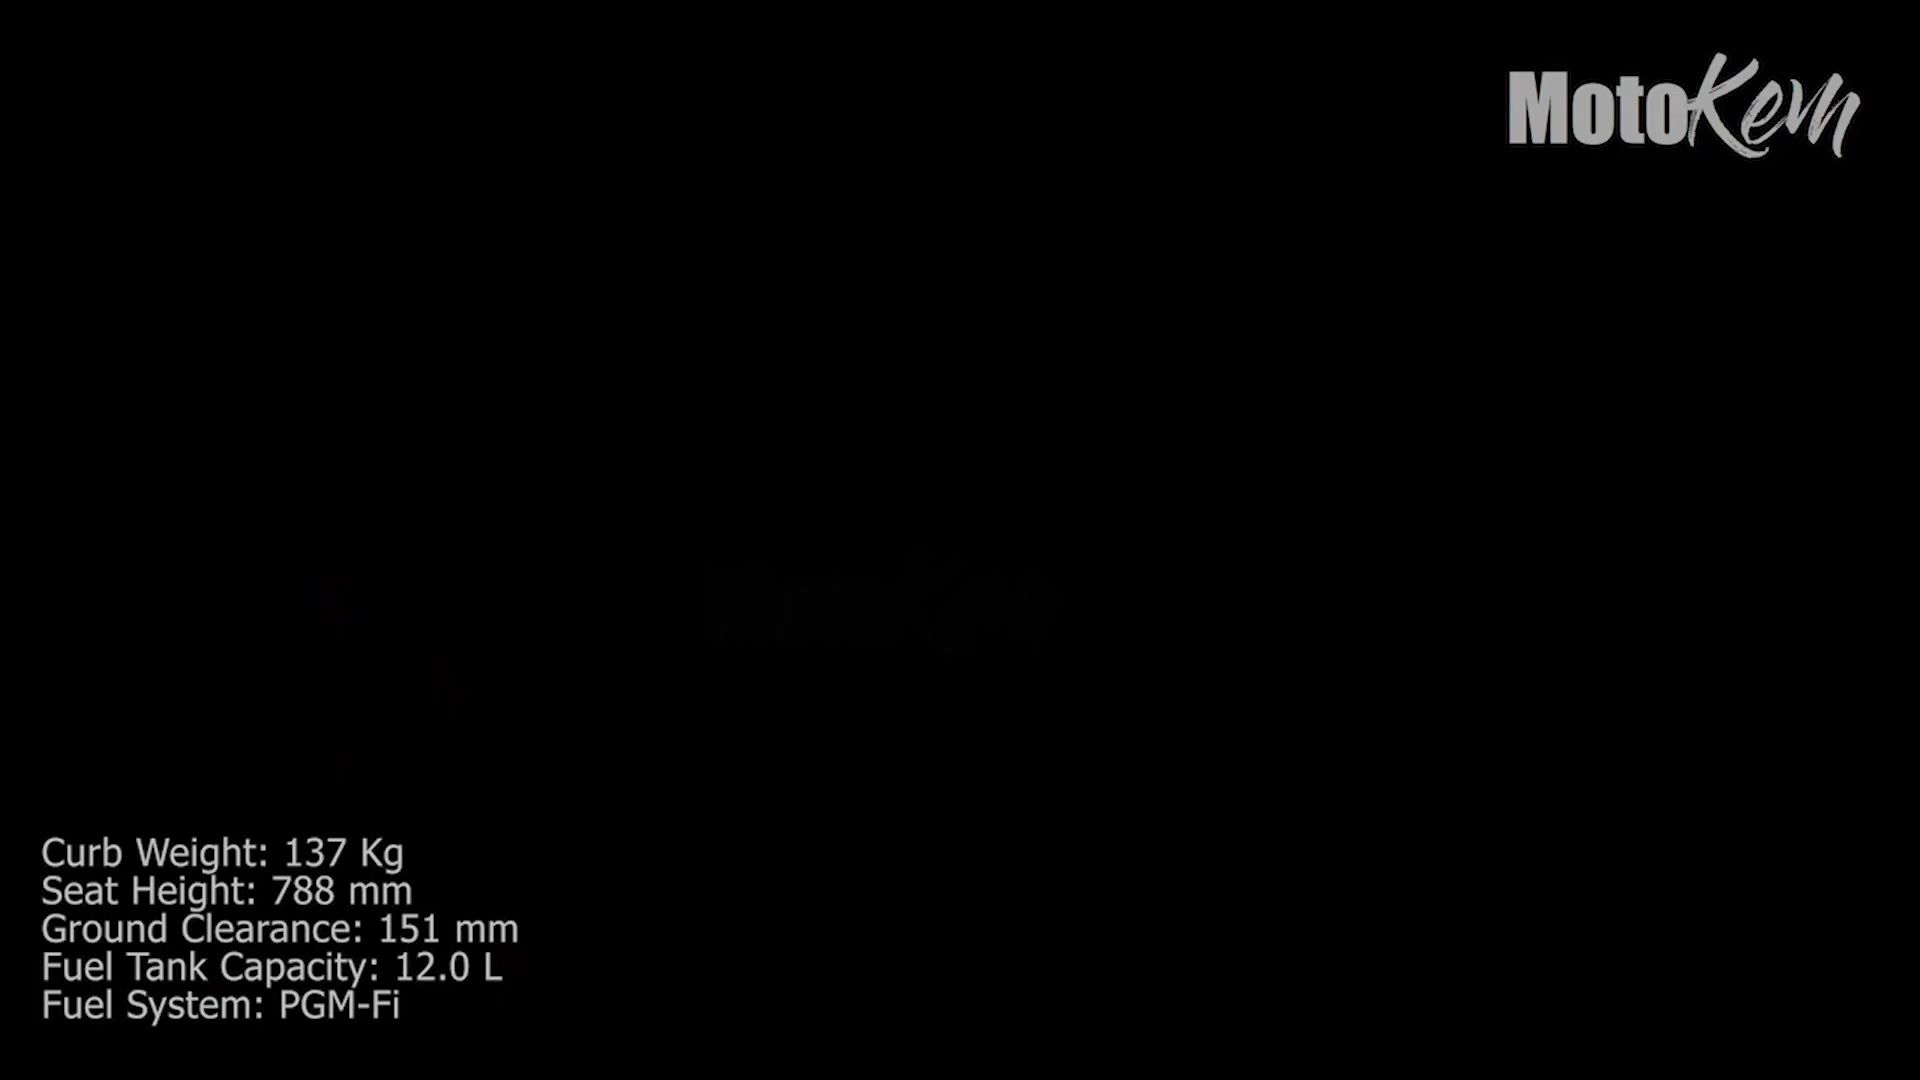 MotoKem
Curb Weight: 137 Kg
Seat Height: 788 mm
Ground Clearance: 151 mm
Fuel Tank Capacity: 12.0 L
Fuel System: PGM-Fi